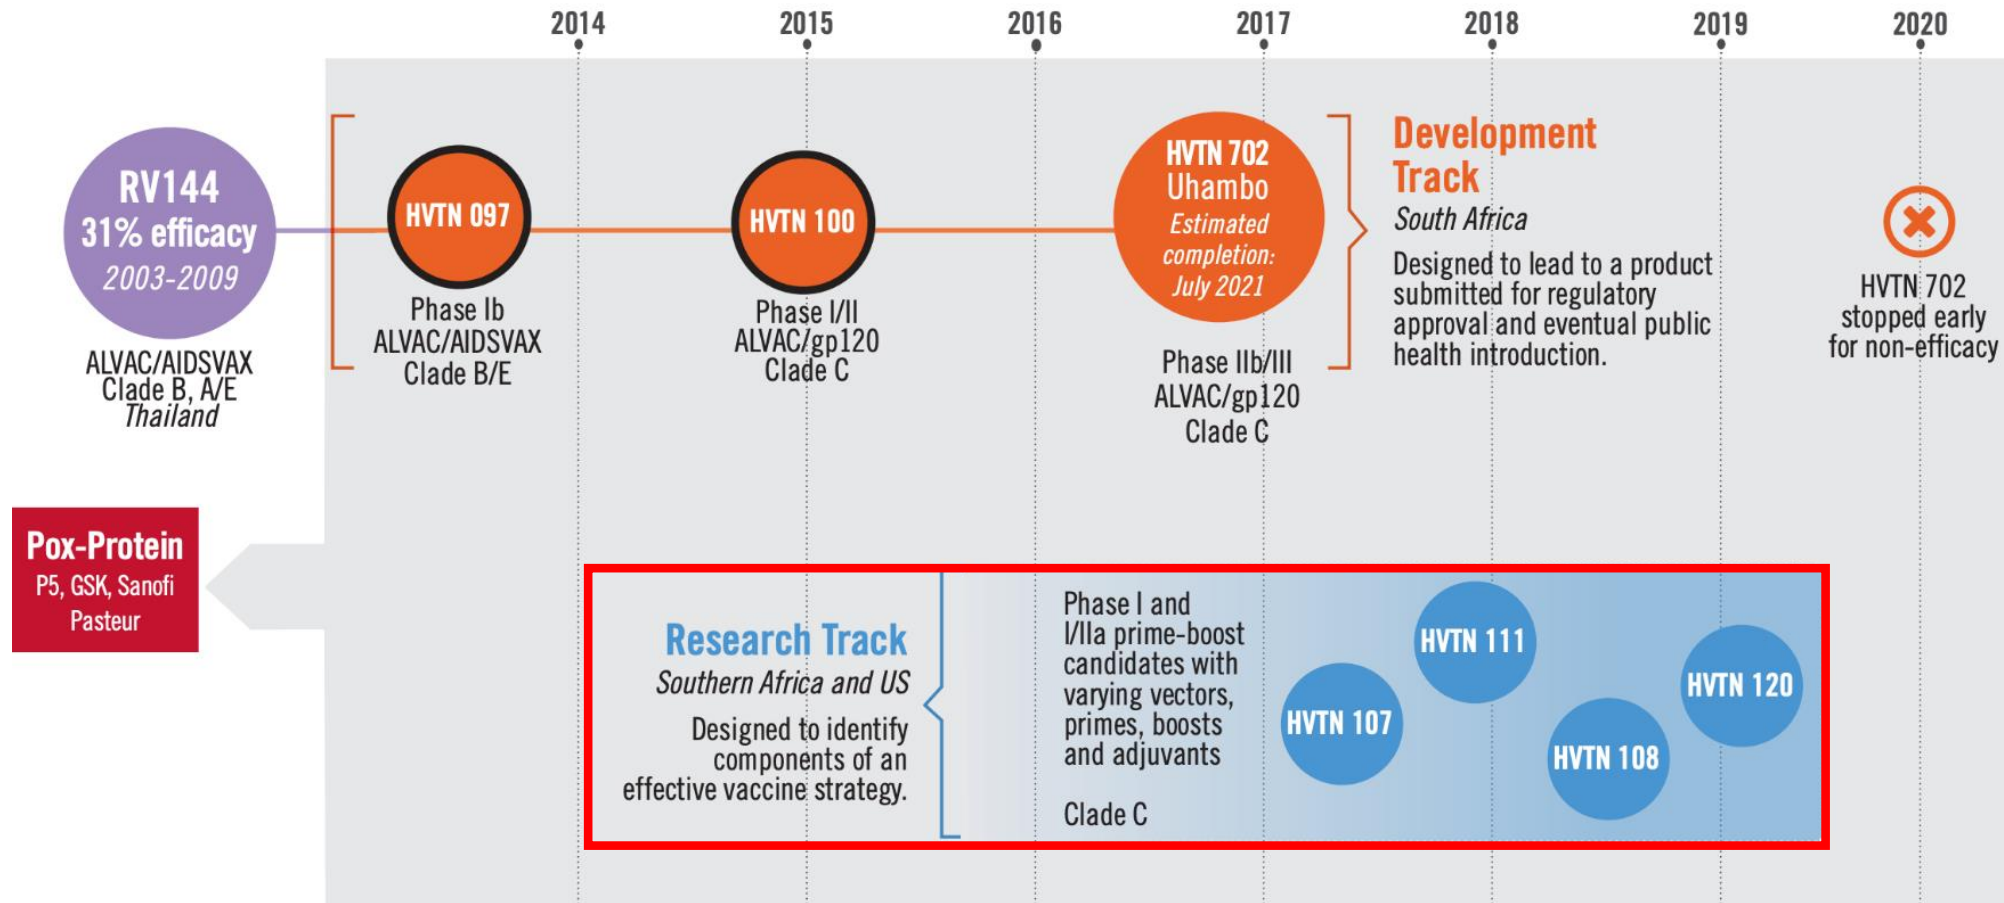 2014
2015
2016
2017
2018
2019
2020
RV144
31% efficacy
2003-2009
ALVAC/AIDSVAX
Clade B, A/E
Thailand
HVTN 097
Phase Ib
ALVAC/AIDSVAX
Clade B/E
HVTN 100
Phase I/II
ALVAC/gp120
Clade C
HVTN 702
Uhambo
Estimated
completion:
July 2021
Phase IIb/III
ALVAC/gp120
Clade C
Development
Track
South Africa
Designed to lead to a product
submitted for regulatory
approval and eventual public
health introduction.
HVTN 702
stopped early
for non-efficacy
Pox-Protein
P5, GSK, Sanofi
Pasteur
Research Track
Southern Africa and US
Designed to identify
components of an
effective vaccine strategy.
Phase I and
I/IIa prime-boost
candidates with
varying vectors,
primes, boosts
and adjuvants
Clade C
HVTN 107
HVTN 111
HVTN 108
HVTN 120